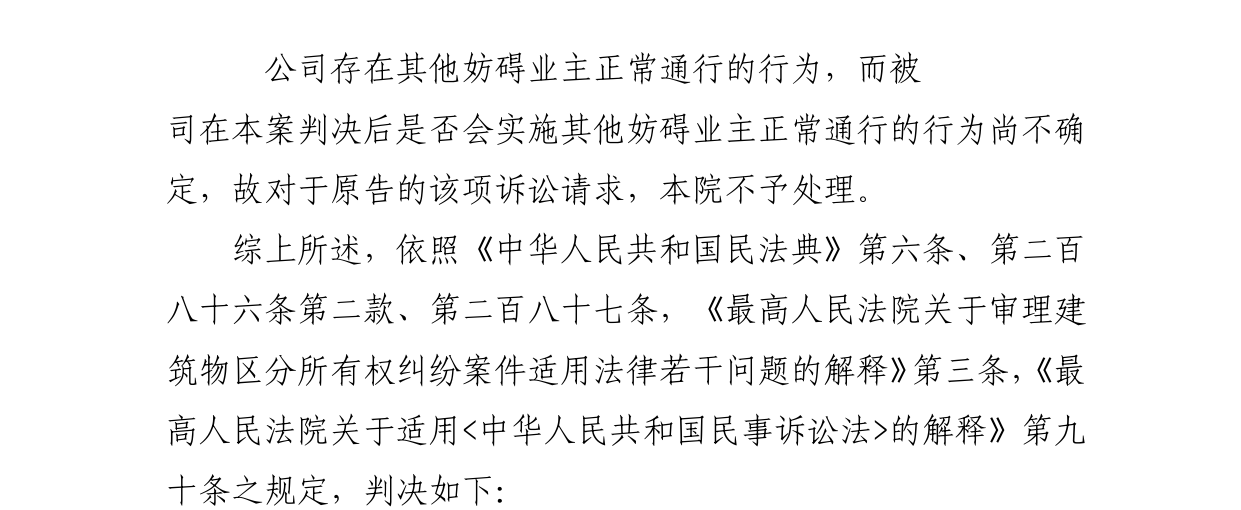 公司存在其他妨碍业主正常通行的行为，而被
司在本案判决后是否会实施其他妨碍业主正常通行的行为尚不确
定，故对于原告的该项诉讼请求，本院不予处理。
综上所述，依照《中华人民共和国民法典》第六条、第二百
八十六条第二款、第二百八十七条，《最高人民法院关于审理建
筑物区分所有权纠纷案件适用法律若干问题的解释》第三条，《最
高人民法院关于适用<中华人民共和国民事诉讼法>的解释》第九
十条之规定，判决如下：